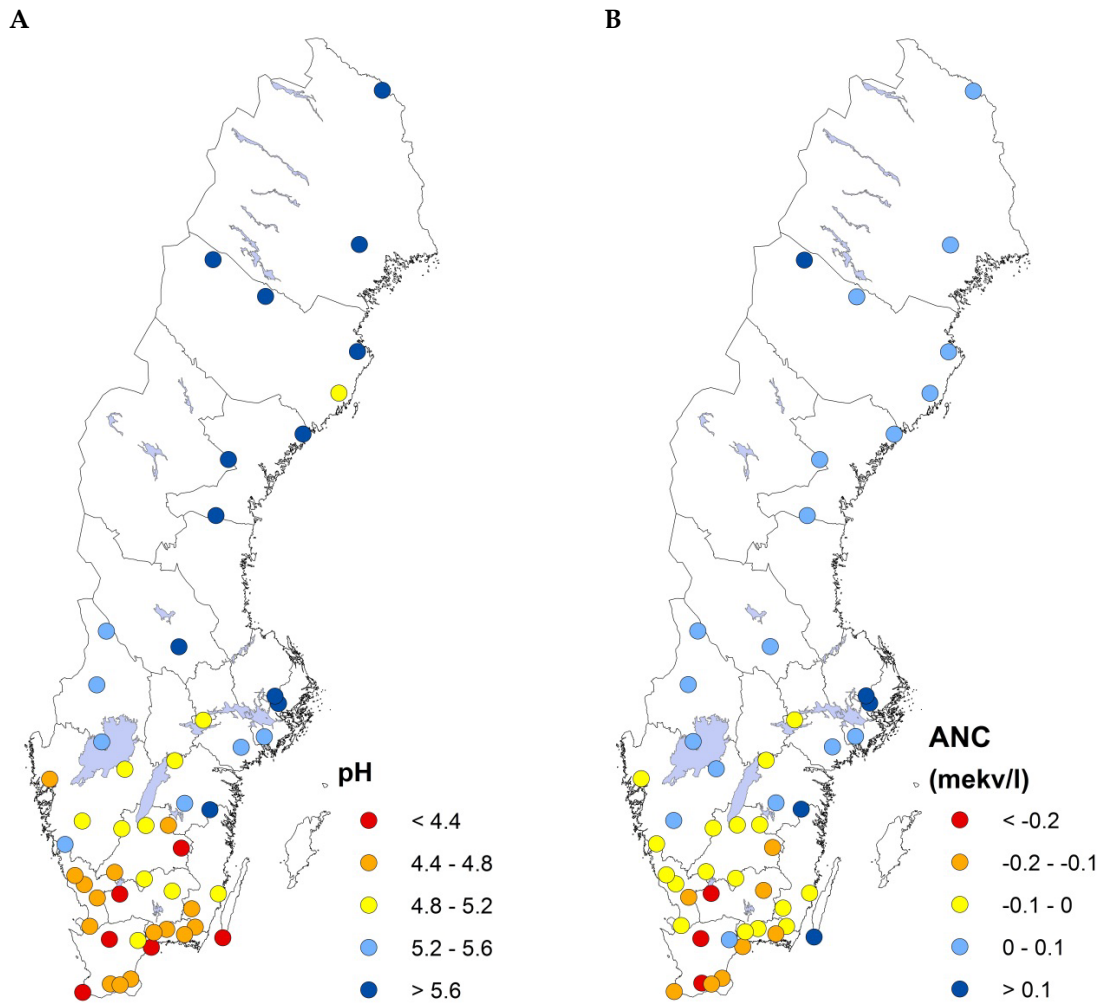 A
B
pH
< 4.4
4.4 - 4.8
4.8 - 5.2
5.2 - 5.6
> 5.6
ANC
(mekv/l)
< -0.2
-0.2 - -0.1
-0.1 - 0
0 - 0.1
> 0.1